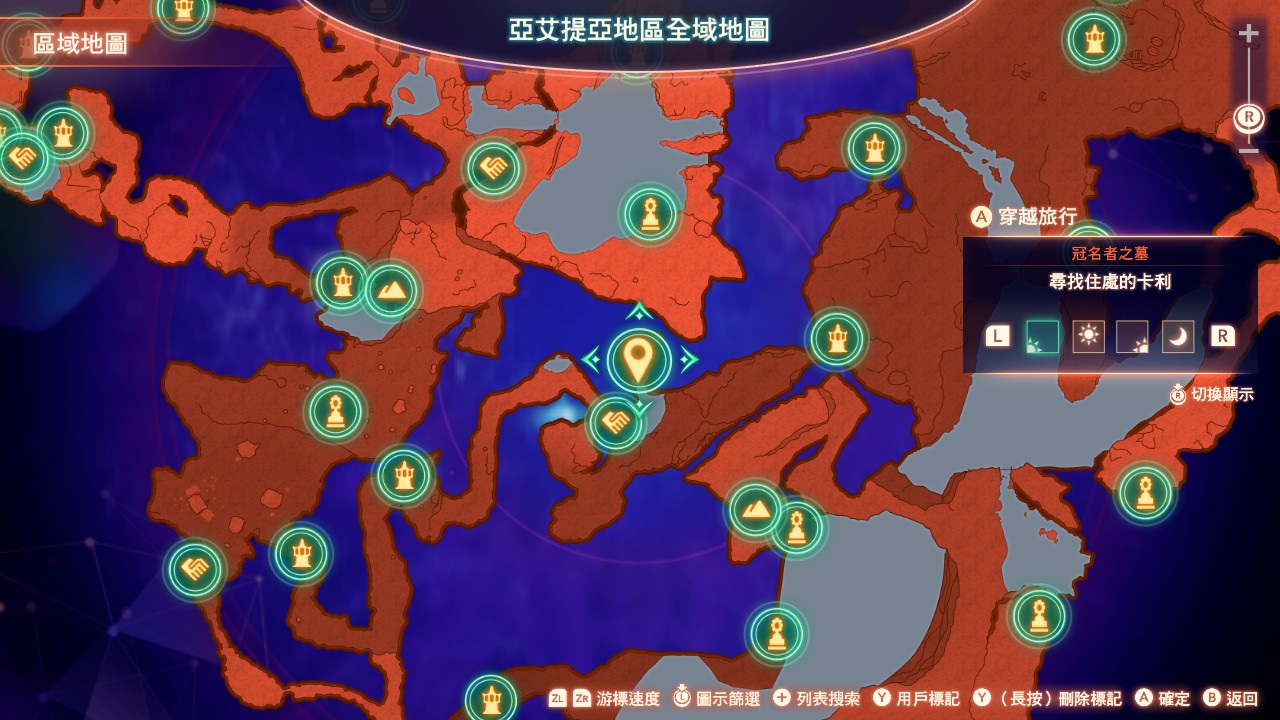 亞艾提亞地區全域地圖
區域地圖
R
A 穿越旅行
冠名者之墓
尋找住處的卡利
L R
R 切換顯示
ZL ZR 游標速度 L 圖示篩選 列表搜索 Y 用戶標記 Y （長按）刪除標記 A 確定 B 返回